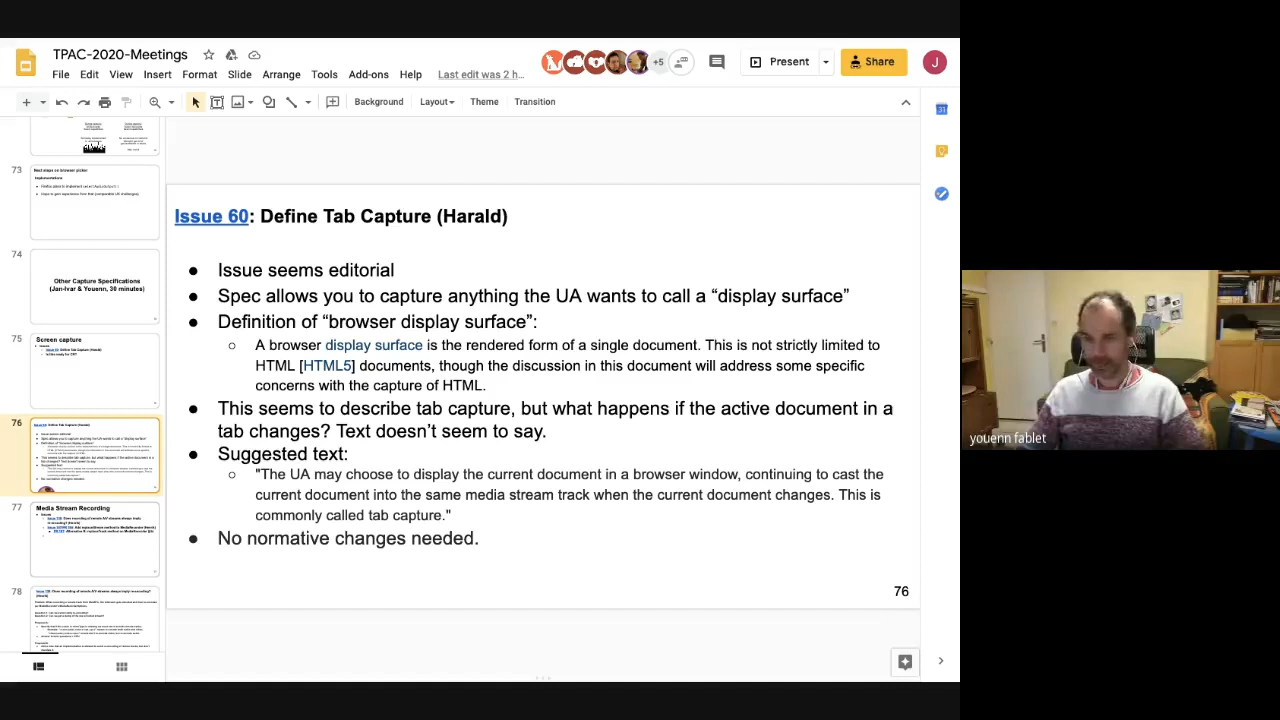 TPAC-2020-Meetings
File Edit View Insert Format Slide Arrange Tools Add-ons Help Last edit was 2 h...
+5
Present
Share
J
Background Layout Theme Transition
73
Next steps on browser picker
74
Other Capture Specifications
(Jan-Ivar & Youenn, 30 minutes)
75
Screen capture
76
Issue 60: Define Tab Capture (Harald)
77
Media Stream Recording
78
Issue 60: Define Tab Capture (Harald)
● Issue seems editorial
● Spec allows you to capture anything the UA wants to call a “display surface”
● Definition of “browser display surface”:
○ A browser display surface is the rendered form of a single document. This is not strictly limited to
HTML [HTML5] documents, though the discussion in this document will address some specific
concerns with the capture of HTML.
● This seems to describe tab capture, but what happens if the active document in a
tab changes? Text doesn’t seem to say.
● Suggested text:
○ "The UA may choose to display the current document in a browser window, continuing to cast the
current document into the same media stream track when the current document changes. This is
commonly called tab capture."
● No normative changes needed.
76
31
youenn fablet